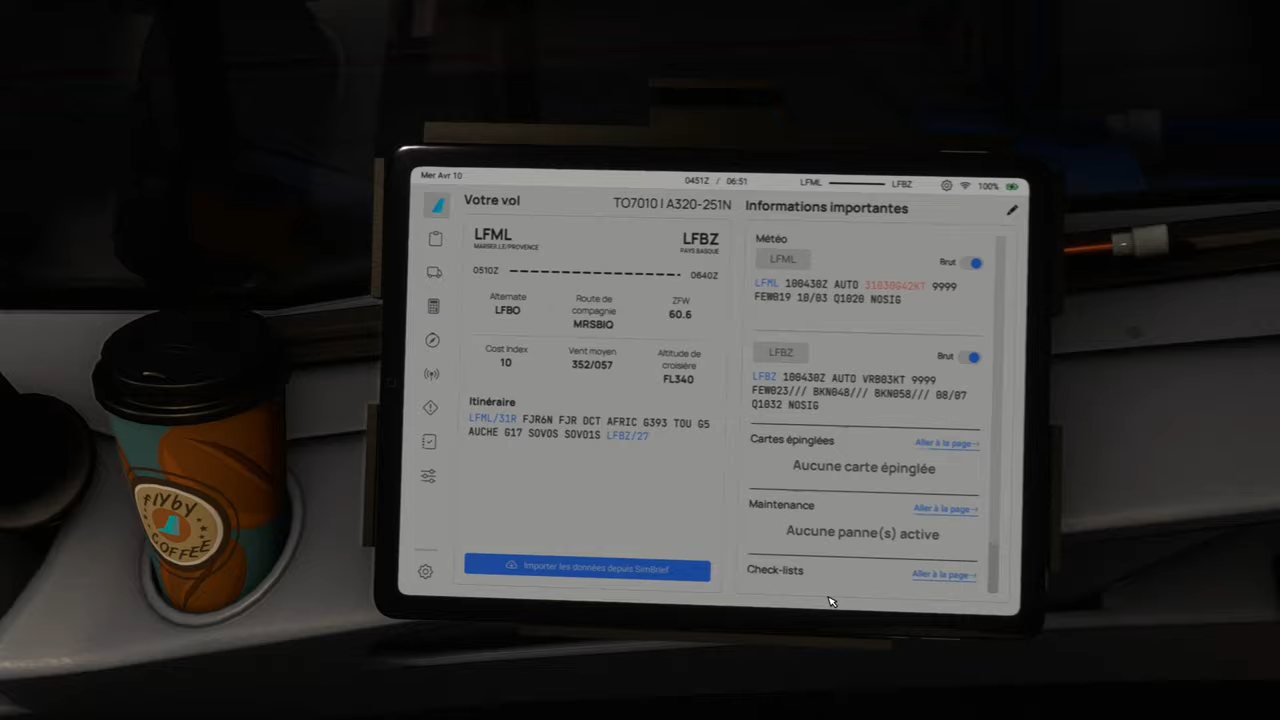 Mer Avr 10
0451Z / 06:51
LFML
LFBZ
100%
Votre vol
TO7010 | A320-251N
LFML
MARSEILLE/PROVENCE
LFBZ
PAYS BASQUE
0510Z
0640Z
Alternate
LFBO
Route de
compagnie
MRSBIQ
ZFW
60.6
Cost Index
10
Vent moyen
352/057
Altitude de
croisière
FL340
Itinéraire
LFML/31R FJR6N FJR DCT AFRIC G393 TOU G5
AUCHE G17 SOVOS SOVO1S LFBZ/27
Importer les données depuis SimBrief
Informations importantes
Météo
LFML
Brut
LFML 100430Z AUTO 31030G42KT 9999
FEW019 10/03 Q1020 NOSIG
LFBZ
Brut
LFBZ 100430Z AUTO VRB03KT 9999
FEW023/// BKN048/// BKN058/// 08/07
Q1032 NOSIG
Cartes épinglées
Aller à la page→
Aucune carte épinglée
Maintenance
Aller à la page→
Aucune panne(s) active
Check-lists
Aller à la page→
flyby
COFFEE